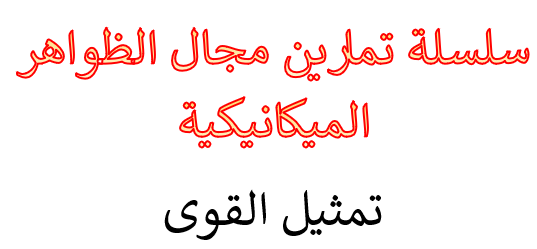 سلسلة تمارين مجال الظواهر
الميكانيكية
تمثيل القوى